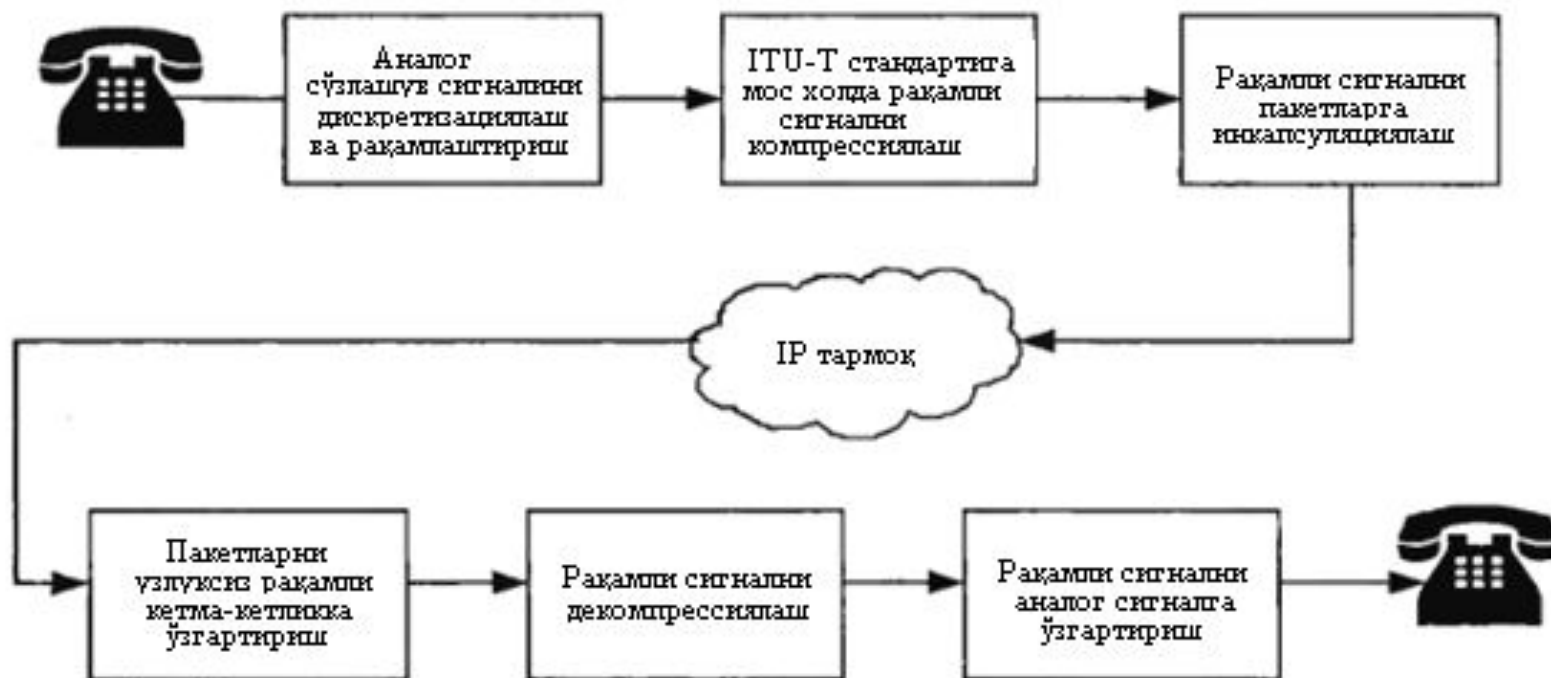 Аналог
сўзлашув сигналини
дискретизациялаш
ва рақамлаштириш
ITU-T стандартига
мос холда рақамли
сигнални
компрессиялаш
Рақамли сигнални
пакетларга
инкапсуляциялаш
IP тармоқ
Пакетларни
узлуксиз рақамли
кетма-кетликка
ўзгартириш
Рақамли сигнални
декомпрессиялаш
Рақамли сигнални
аналог сигналга
ўзгартириш